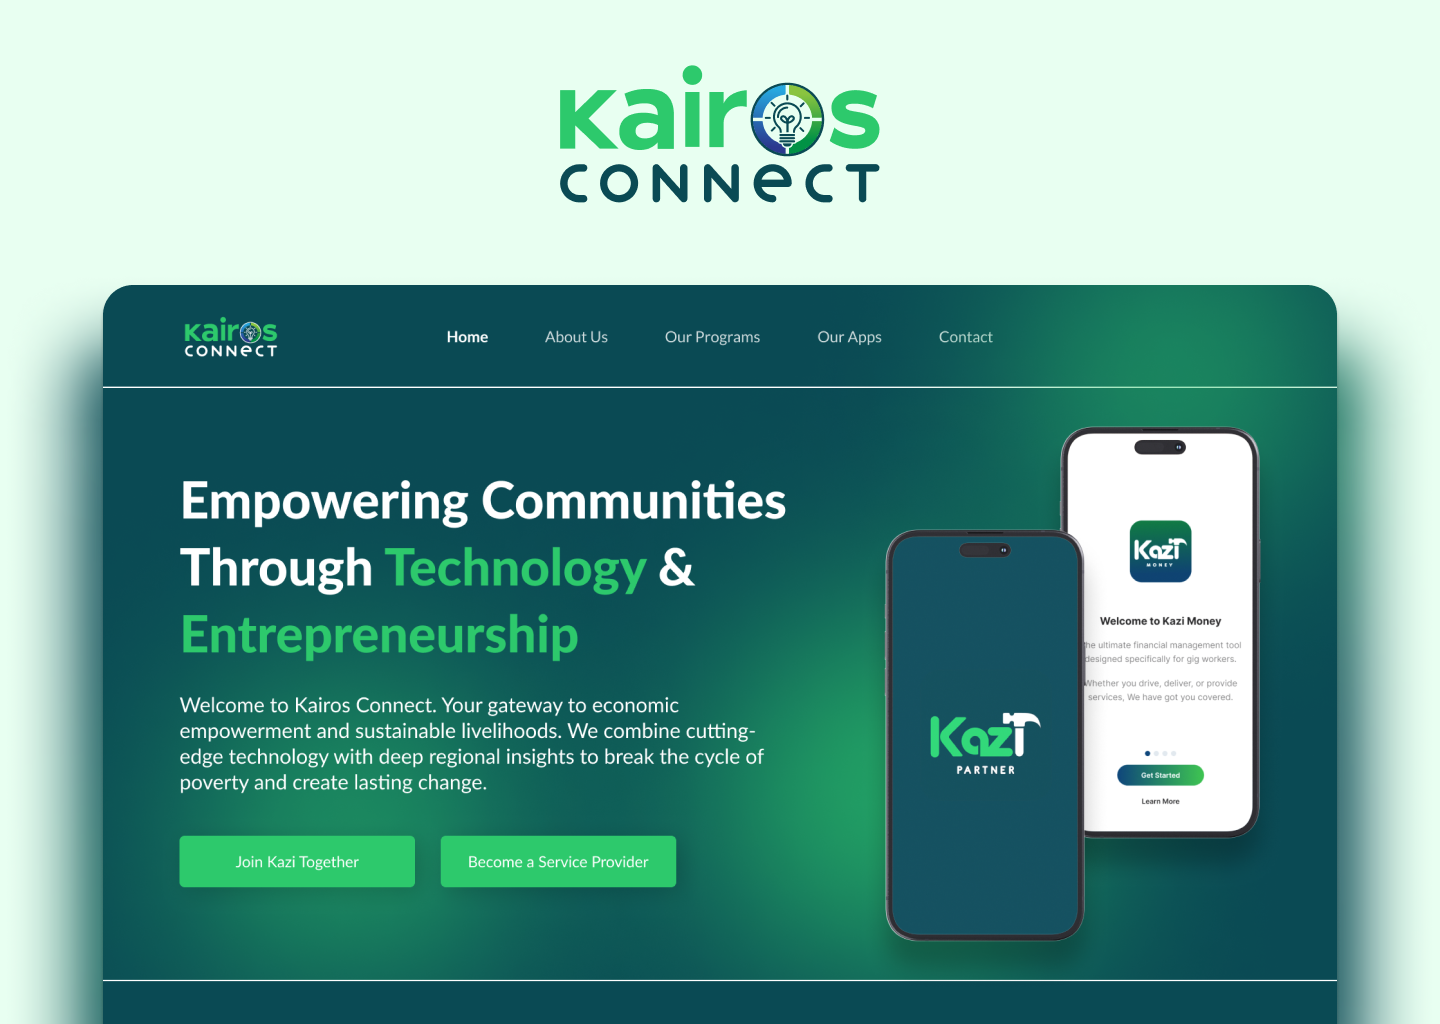 Kairos
CONNeCT
Kairos
CONNeCT
Home
About Us
Our Programs
Our Apps
Contact
Empowering Communities
Through Technology &
Entrepreneurship
Welcome to Kairos Connect. Your gateway to economic
empowerment and sustainable livelihoods. We combine cutting-
edge technology with deep regional insights to break the cycle of
poverty and create lasting change.
Join Kazi Together
Become a Service Provider
Kazi
PARTNER
Kazi
MONEY
Welcome to Kazi Money
he ultimate financial management tool
designed specifically for gig workers.
Whether you drive, deliver, or provide
services, We have got you covered.
Get Started
Learn More